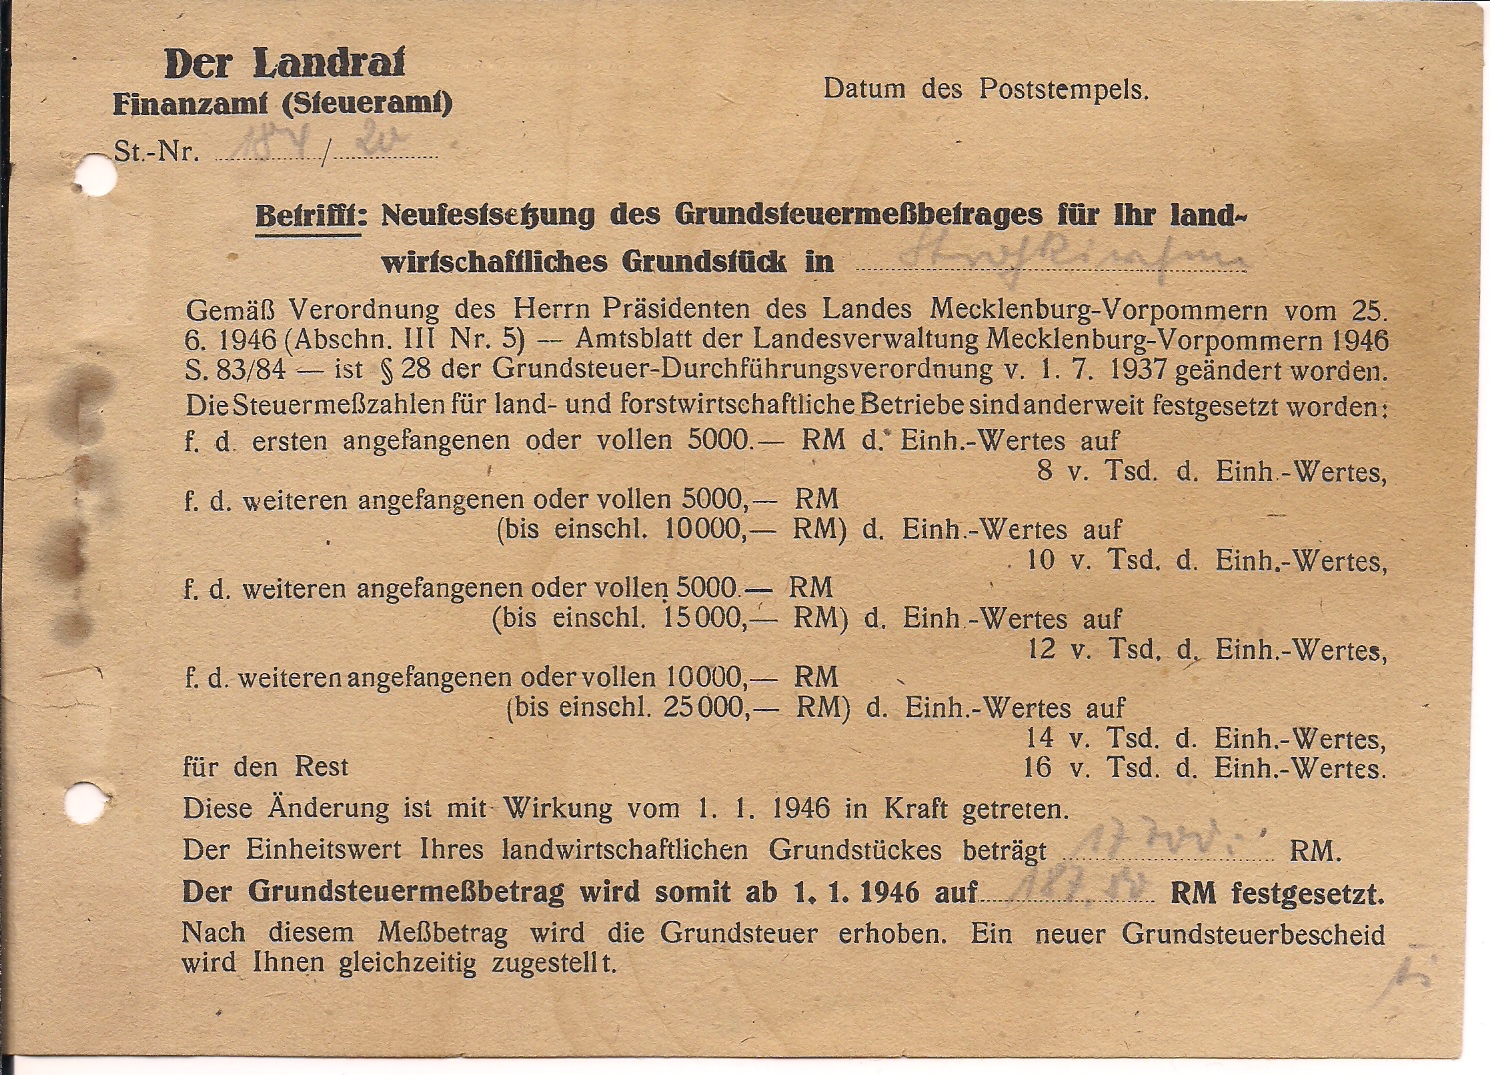 Der Landrat
Finanzamt (Steueramt)
Datum des Poststempels.
St.-Nr. 184 / 20
Betrifft: Neufestsetzung des Grundsteuermeßbetrages für Ihr land-
wirtschaftliches Grundstück in
Gemäß Verordnung des Herrn Präsidenten des Landes Mecklenburg-Vorpommern vom 25.
6. 1946 (Abschn. III Nr. 5) — Amtsblatt der Landesverwaltung Mecklenburg-Vorpommern 1946
S. 83/84 — ist § 28 der Grundsteuer-Durchführungsverordnung v. 1. 7. 1937 geändert worden.
Die Steuermeßzahlen für land- und forstwirtschaftliche Betriebe sind anderweit festgesetzt worden:
f. d. ersten angefangenen oder vollen 5000.— RM d. Einh.-Wertes auf
8 v. Tsd. d. Einh.-Wertes,
f. d. weiteren angefangenen oder vollen 5000,— RM
(bis einschl. 10000,— RM) d. Einh.-Wertes auf
10 v. Tsd. d. Einh.-Wertes,
f. d. weiteren angefangenen oder vollen 5000.— RM
(bis einschl. 15000,— RM) d. Einh.-Wertes auf
12 v. Tsd. d. Einh.-Wertes,
f. d. weiteren angefangenen oder vollen 10000,— RM
(bis einschl. 25000,— RM) d. Einh.-Wertes auf
14 v. Tsd. d. Einh.-Wertes,
für den Rest 16 v. Tsd. d. Einh.-Wertes.
Diese Änderung ist mit Wirkung vom 1. 1. 1946 in Kraft getreten.
Der Einheitswert Ihres landwirtschaftlichen Grundstückes beträgt 17700.- RM.
Der Grundsteuermeßbetrag wird somit ab 1. 1. 1946 auf 187,80 RM festgesetzt.
Nach diesem Meßbetrag wird die Grundsteuer erhoben. Ein neuer Grundsteuerbescheid
wird Ihnen gleichzeitig zugestellt.